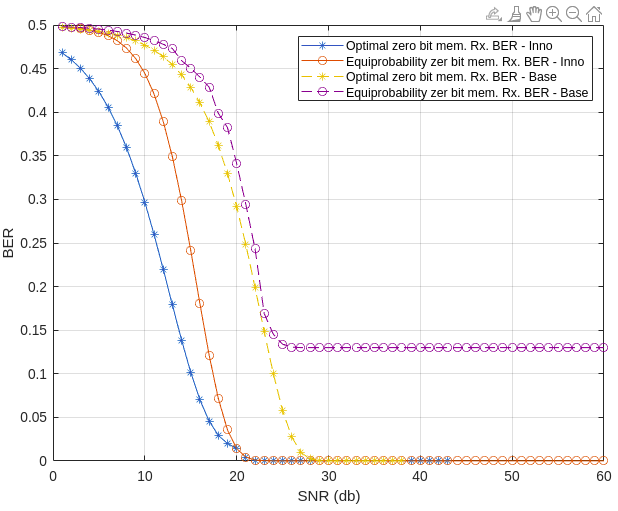 0.5
Optimal zero bit mem. Rx. BER - Inno
Equiprobability zer bit mem. Rx. BER - Inno
Optimal zero bit mem. Rx. BER - Base
Equiprobability zer bit mem. Rx. BER - Base
0.45
0.4
0.35
0.3
0.25
BER
0.2
0.15
0.1
0.05
0
0 10 20 30 40 50 60
SNR (db)